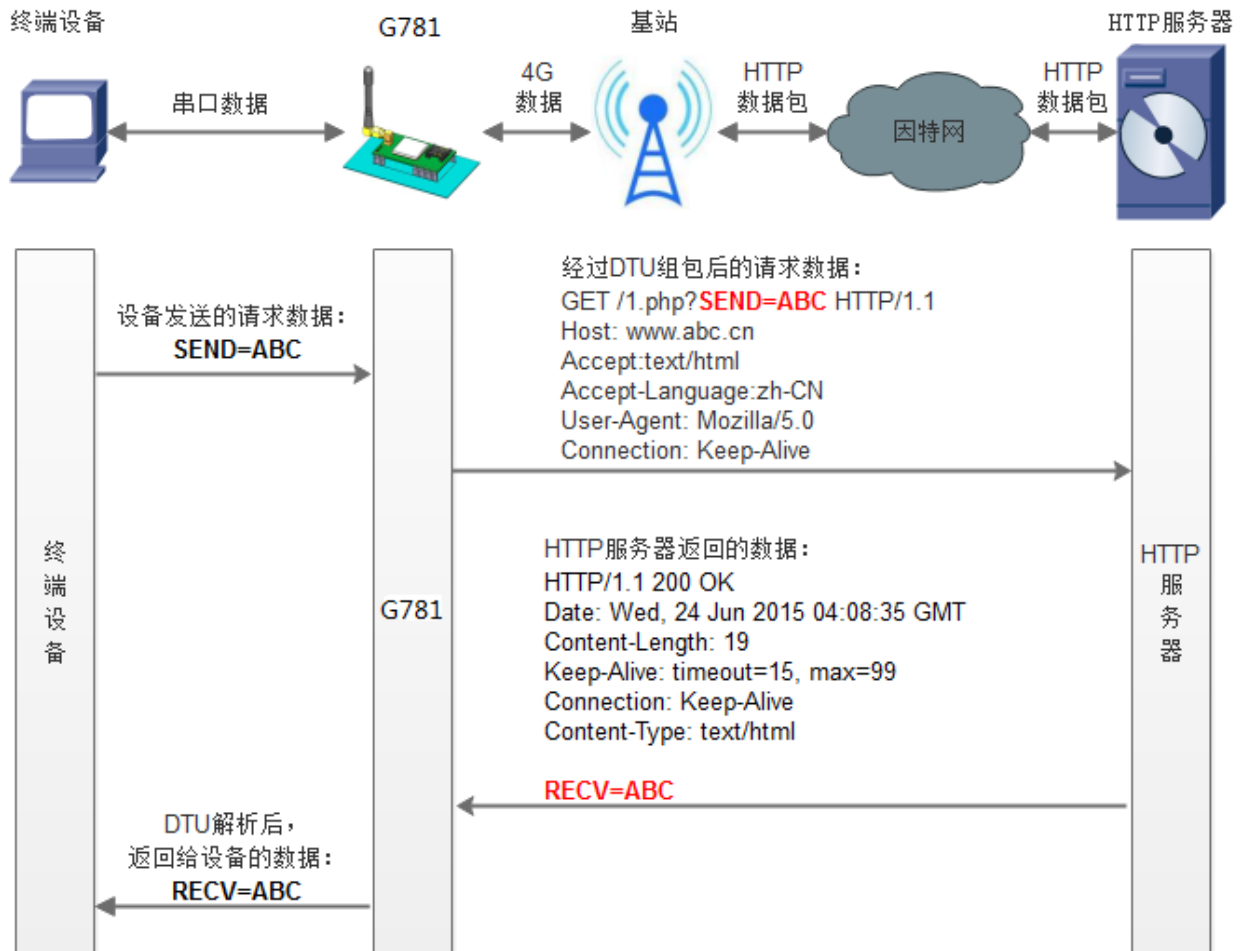 终端设备
G781
基站
HTTP服务器
串口数据
4G
数据
HTTP
数据包
因特网
HTTP
数据包
设备发送的请求数据：
SEND=ABC
经过DTU组包后的请求数据：
GET /1.php?SEND=ABC HTTP/1.1
Host: www.abc.cn
Accept:text/html
Accept-Language:zh-CN
User-Agent: Mozilla/5.0
Connection: Keep-Alive
终
端
设
备
G781
HTTP
服
务
器
HTTP服务器返回的数据：
HTTP/1.1 200 OK
Date: Wed, 24 Jun 2015 04:08:35 GMT
Content-Length: 19
Keep-Alive: timeout=15, max=99
Connection: Keep-Alive
Content-Type: text/html
RECV=ABC
DTU解析后，
返回给设备的数据：
RECV=ABC